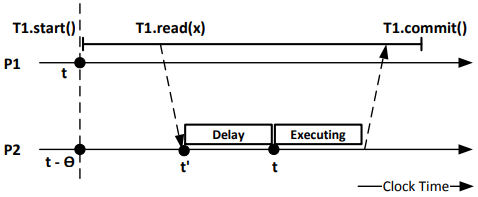 T1.start() T1.read(x) T1.commit()
P1
t
Delay Executing
P2
t - Θ t' t
Clock Time